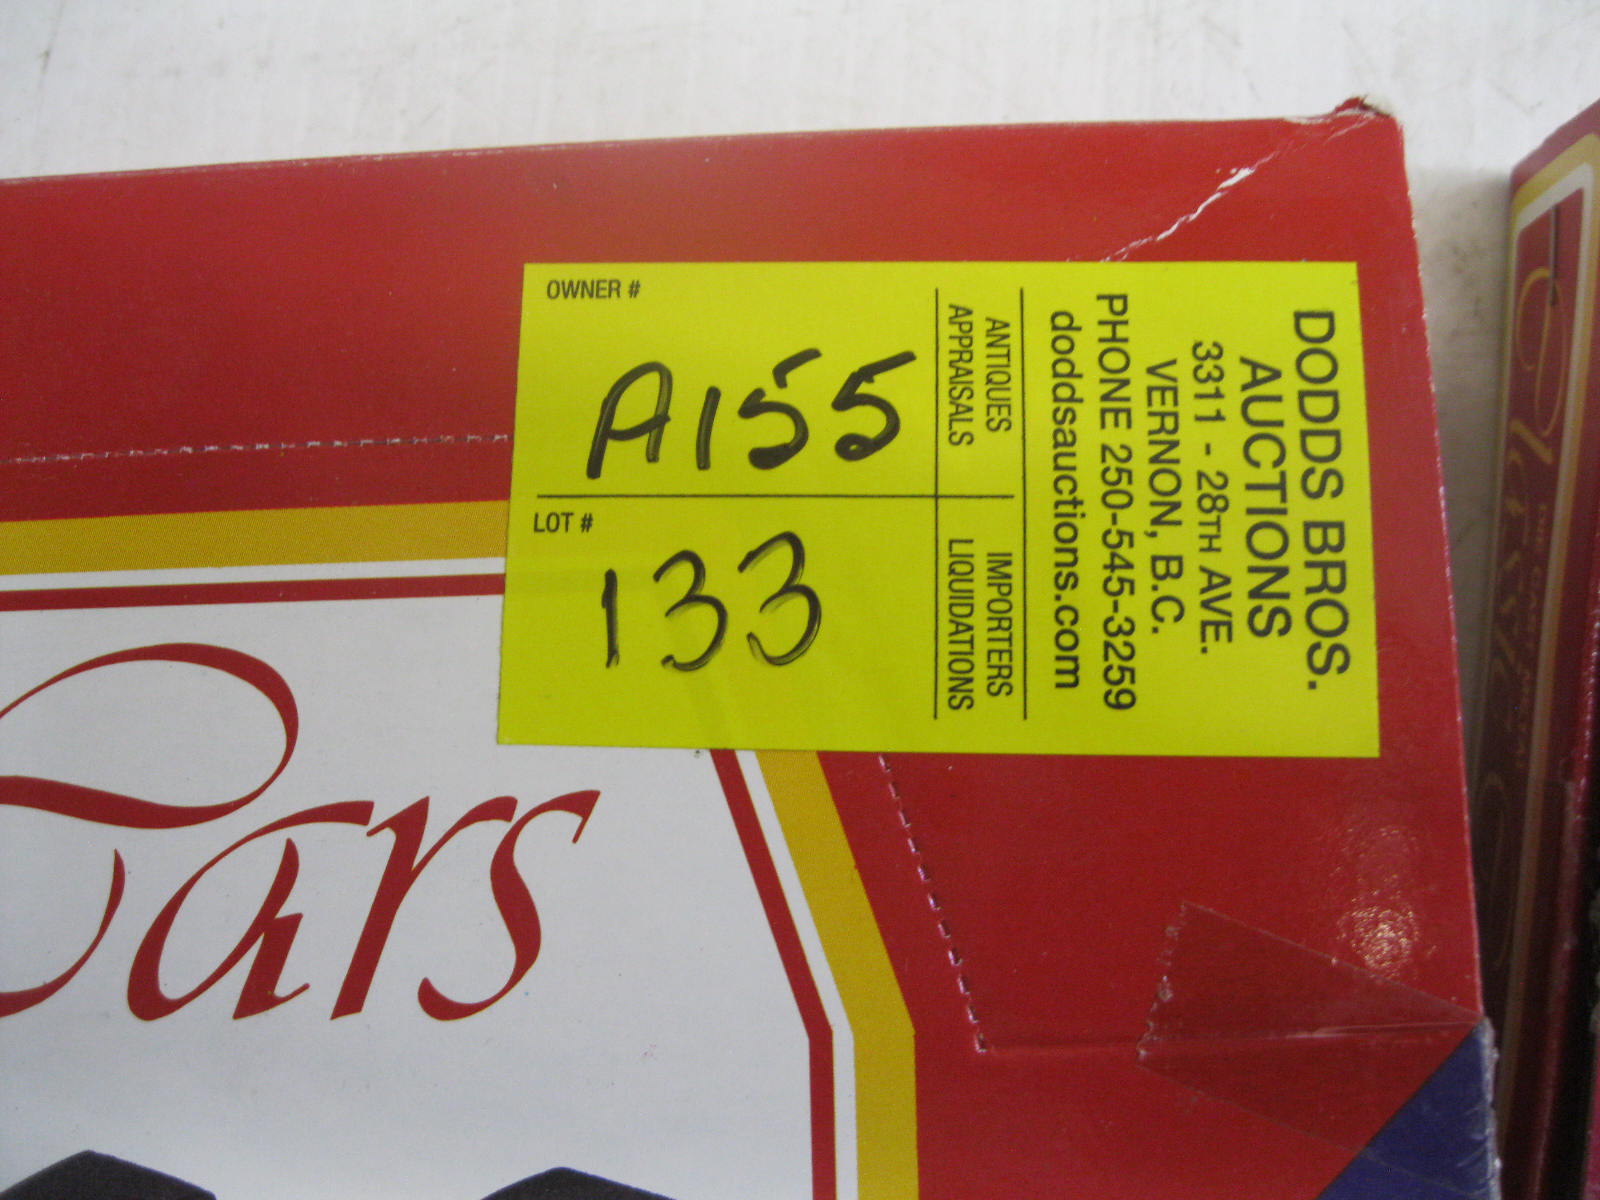 OWNER #
A155
LOT #
133
ANTIQUES
APPRAISALS
IMPORTERS
LIQUIDATIONS
DODDS BROS.
AUCTIONS
3311 - 28TH AVE.
VERNON, B.C.
PHONE 250-545-3259
doddsauctions.com
Cars